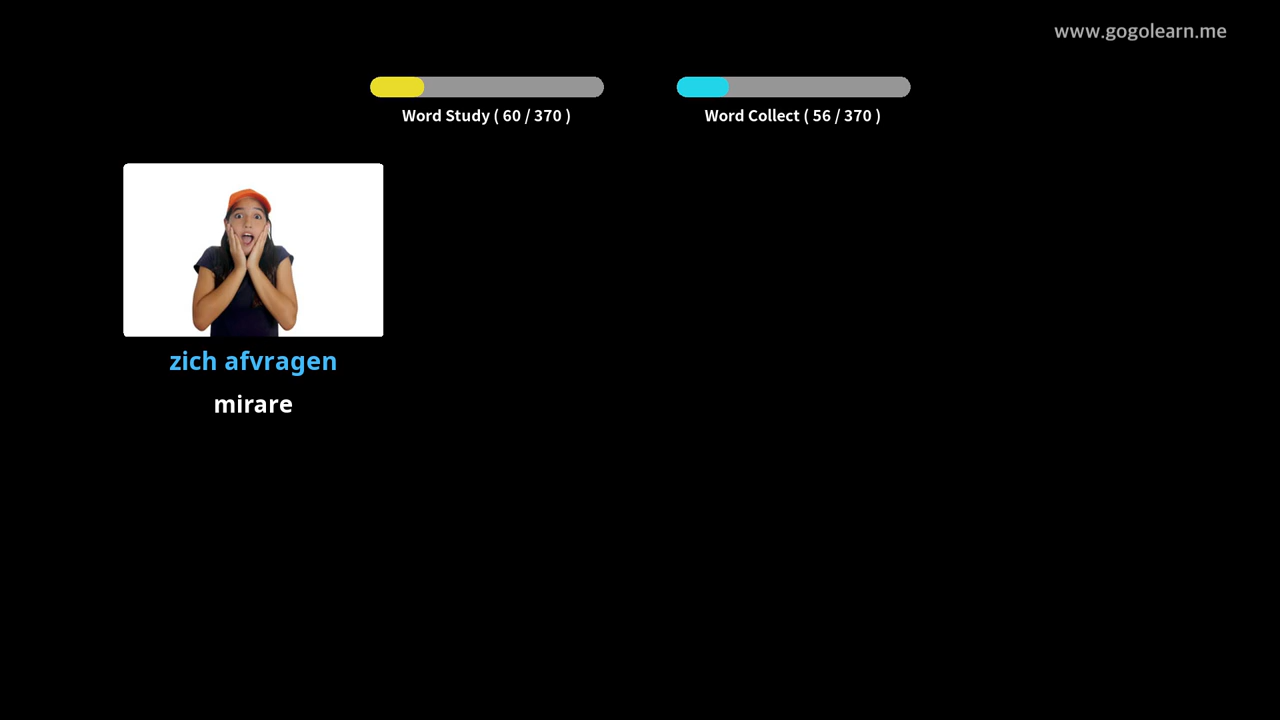 www.gogolearn.me
Word Study ( 60 / 370 )
Word Collect ( 56 / 370 )
zich afvragen
mirare